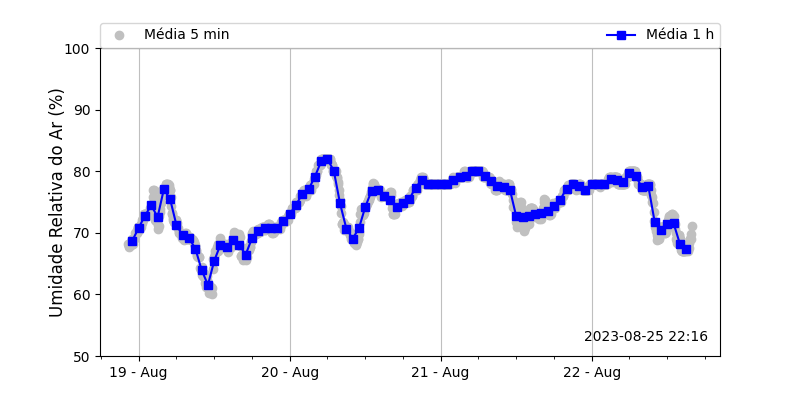 Média 5 min
Média 1 h
Umidade Relativa do Ar (%)
100
90
80
70
60
50
2023-08-25 22:16
19 - Aug
20 - Aug
21 - Aug
22 - Aug